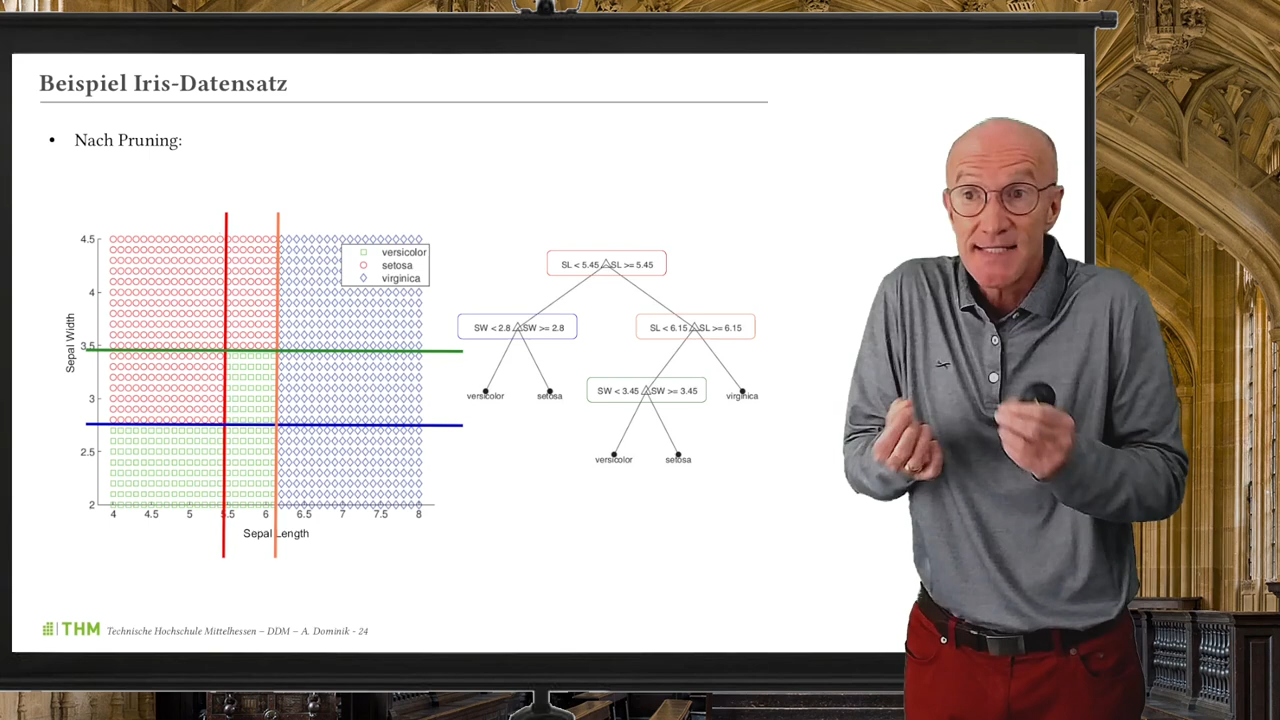 Beispiel Iris-Datensatz
• Nach Pruning:
4.5
4
3.5
3
2.5
2
Sepal Width
4 4.5 5 5.5 6 6.5 7 7.5 8
Sepal Length
versicolor
setosa
virginica
SL < 5.45 SL >= 5.45
SW < 2.8 SW >= 2.8
SL < 6.15 SL >= 6.15
versicolor
setosa
SW < 3.45 SW >= 3.45
virginica
versicolor
setosa
THM Technische Hochschule Mittelhessen – DDM – A. Dominik - 24